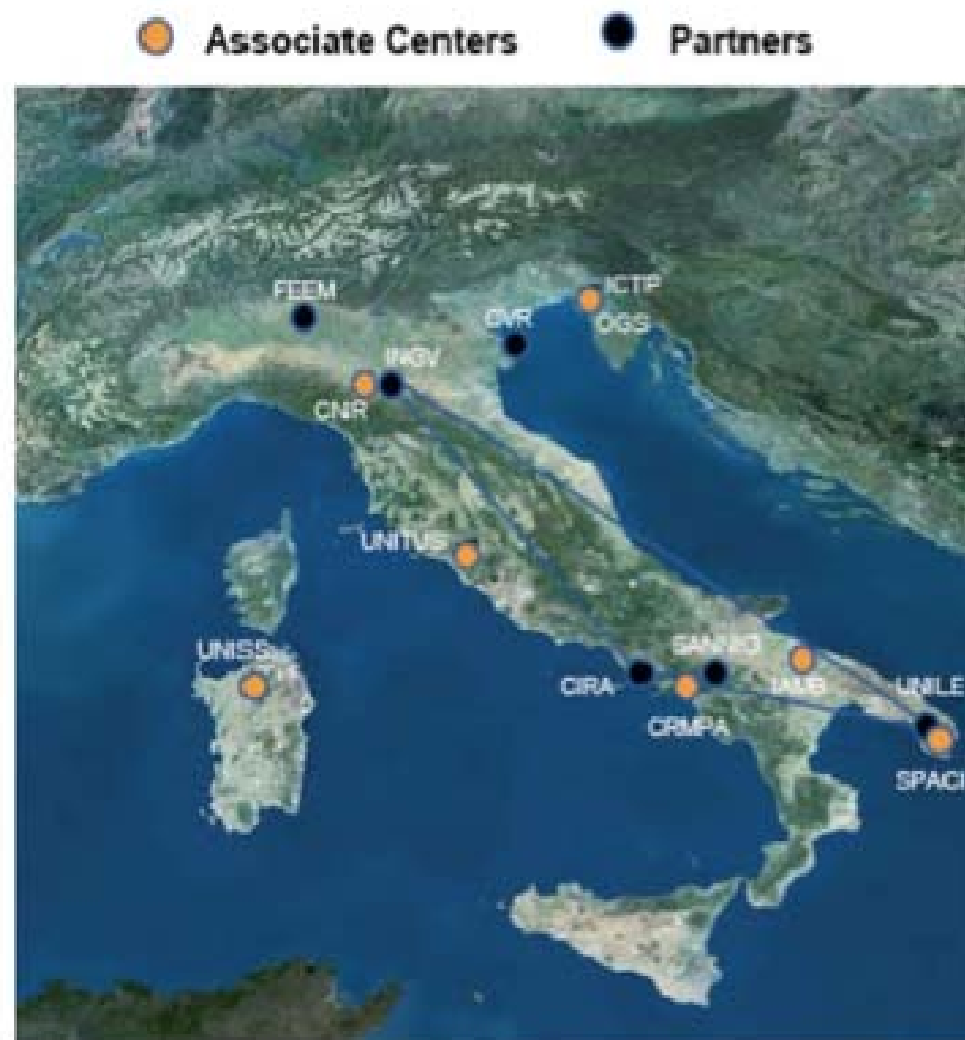 Associate Centers
Partners
FEEM
ICTP
CVR
OGS
INGV
CNR
UNITUS
UNISS
SANNIO
CIRA
IAMB
UNILE
CRMPA
SPACI